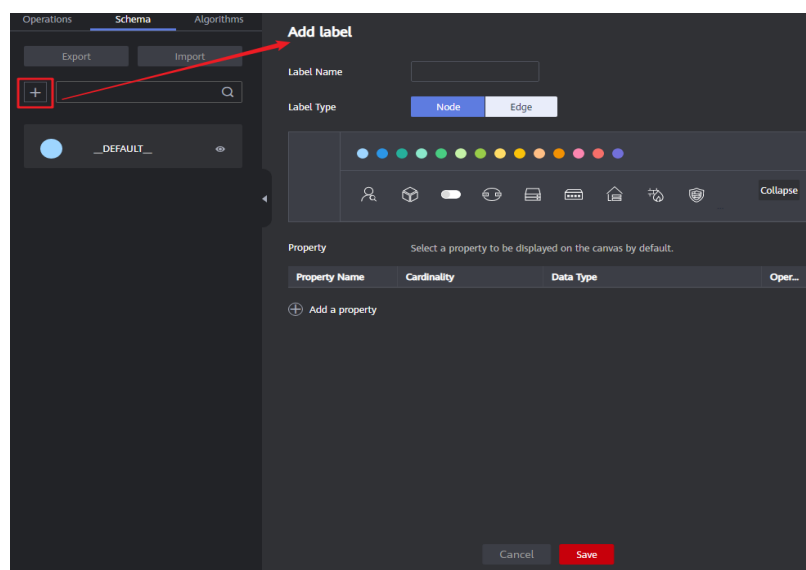 Operations Schema Algorithms
Export Import
__DEFAULT__
Add label
Label Name
Label Type Node Edge
Collapse
Property Select a property to be displayed on the canvas by default.
Property Name Cardinality Data Type Oper...
Add a property
Cancel Save